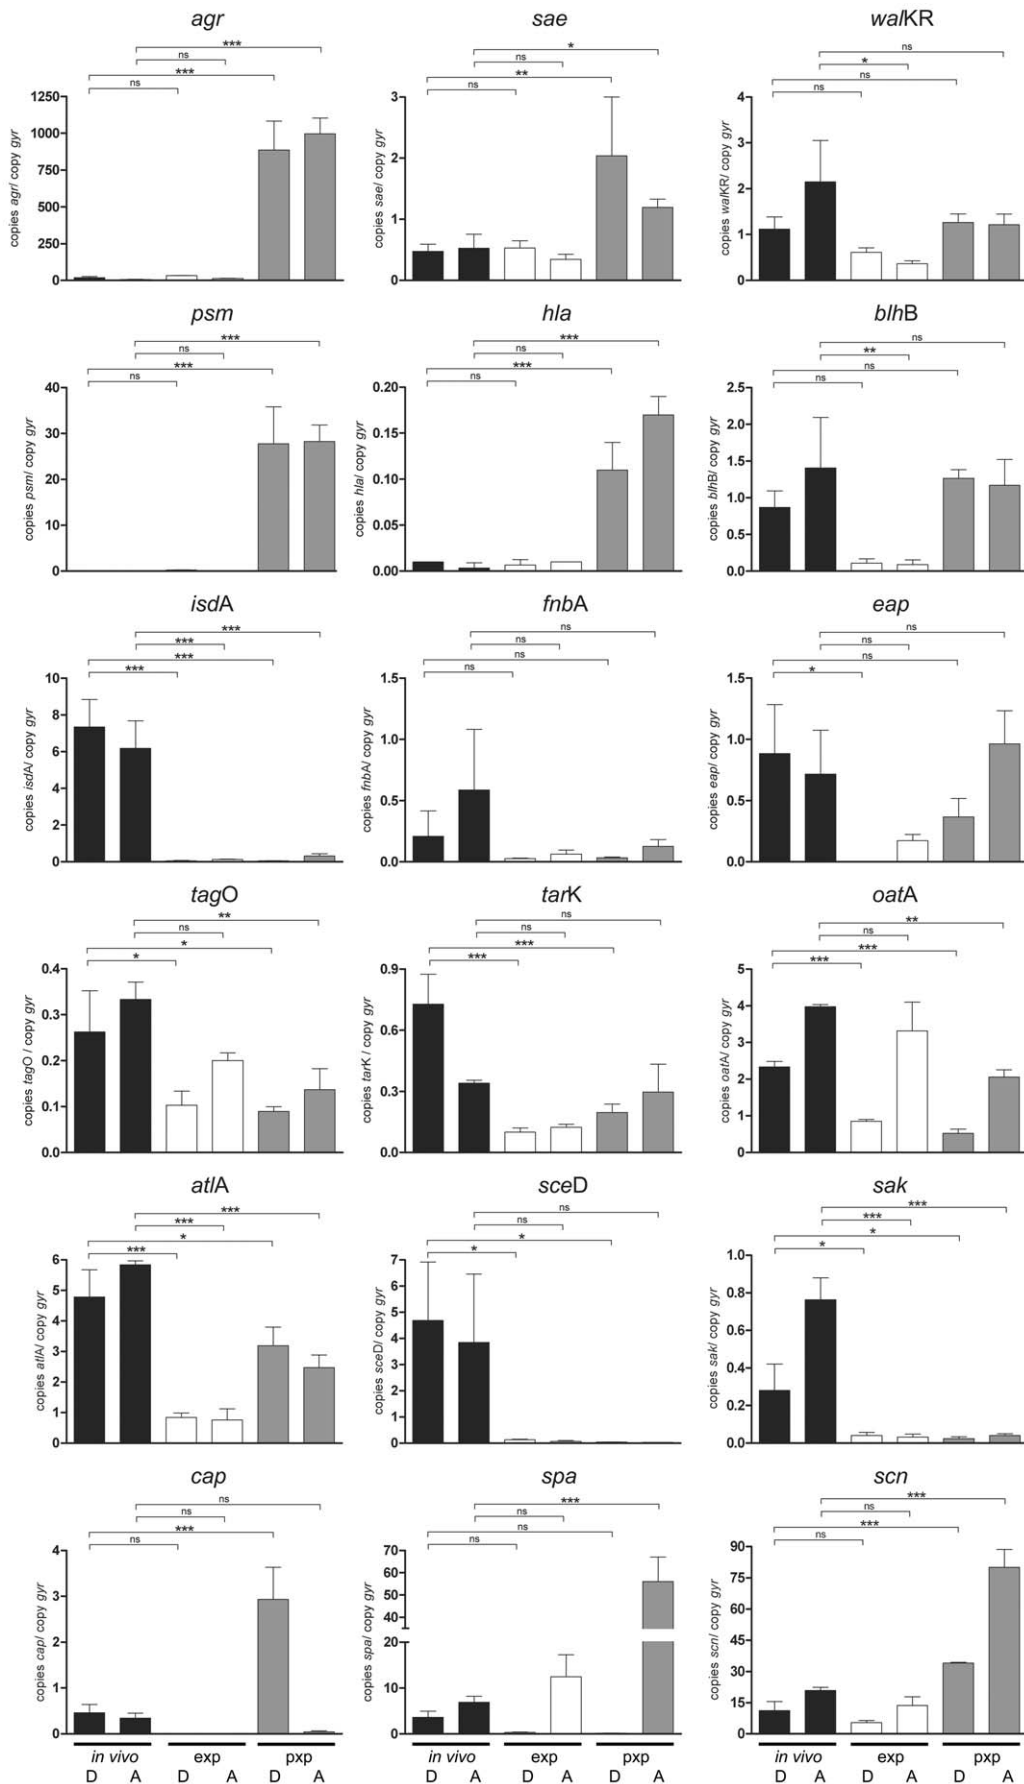 agr
***
ns
***
ns
1250
1000
750
500
250
0
copies agr/ copy gyr
sae
*
ns
**
ns
3
2
1
0
copies sae/ copy gyr
walKR
ns
*
ns
ns
4
3
2
1
0
copies walKR/ copy gyr
psm
***
ns
***
ns
40
30
20
10
0
copies psm/ copy gyr
hla
***
ns
***
ns
0.20
0.15
0.10
0.05
0.00
copies hla/ copy gyr
blhB
ns
**
ns
ns
2.5
2.0
1.5
1.0
0.5
0.0
copies blhB/ copy gyr
isdA
***
***
***
***
10
8
6
4
2
0
copies isdA/ copy gyr
fnbA
ns
ns
ns
ns
1.5
1.0
0.5
0.0
copies fnbA/ copy gyr
eap
ns
ns
ns
*
1.5
1.0
0.5
0.0
copies eap/ copy gyr
tagO
**
ns
*
*
0.4
0.3
0.2
0.1
0.0
copies tagO / copy gyr
tarK
ns
ns
***
***
0.9
0.6
0.3
0.0
copies tarK / copy gyr
oatA
**
ns
***
***
5
4
3
2
1
0
copies oatA/ copy gyr
atlA
***
***
*
***
6
5
4
3
2
1
0
copies atlA/ copy gyr
sceD
ns
ns
*
*
7
6
5
4
3
2
1
0
copies sceD/ copy gyr
sak
***
***
*
*
1.0
0.8
0.6
0.4
0.2
0.0
copies sak/ copy gyr
cap
ns
ns
***
ns
4
3
2
1
0
copies cap/ copy gyr
spa
***
ns
ns
ns
70
60
50
40
20
10
0
copies spa/ copy gyr
scn
***
ns
***
ns
90
75
60
45
30
15
0
copies scn/ copy gyr
in vivo exp pxp
D A D A D A
in vivo exp pxp
D A D A D A
in vivo exp pxp
D A D A D A